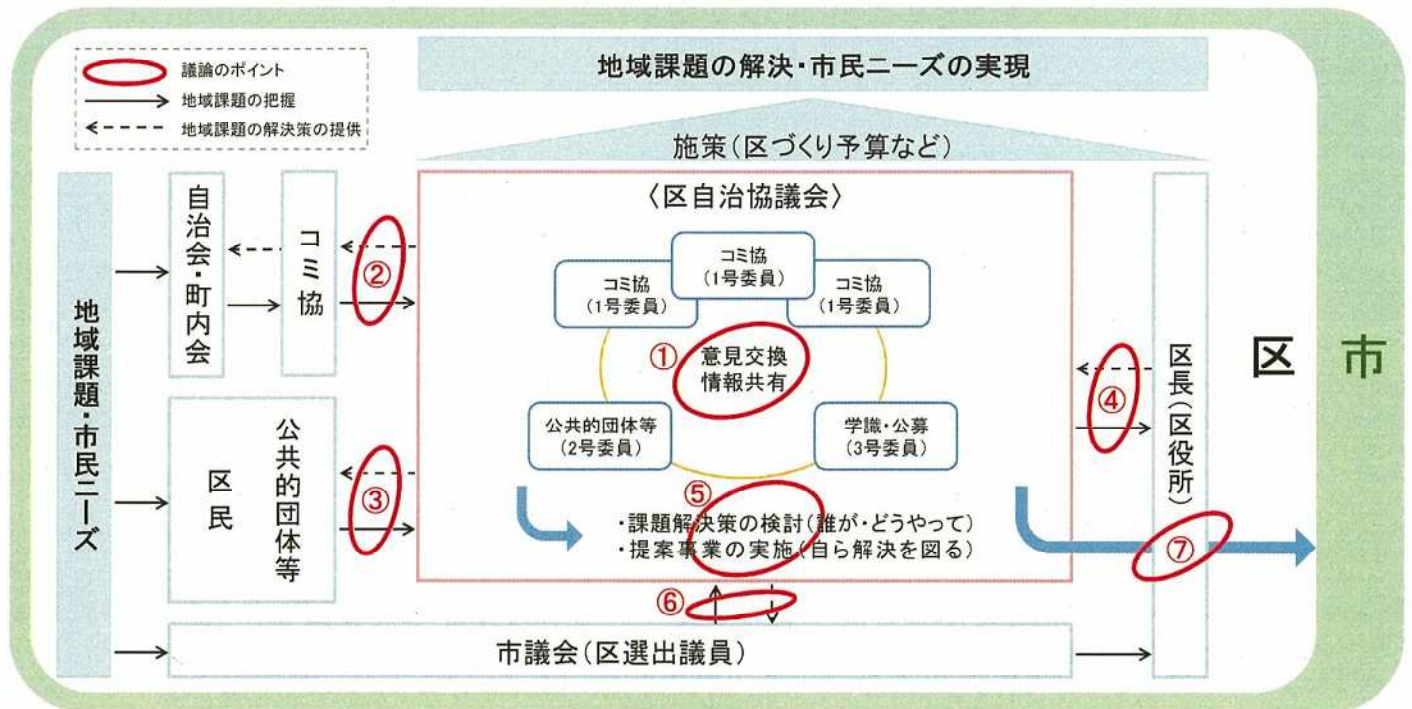 議論のポイント
地域課題の把握
地域課題の解決策の提供
地域課題の解決・市民ニーズの実現
施策(区づくり予算など)
地域課題・市民ニーズ
自治会・町内会
コミ協
②
〈区自治協議会〉
コミ協
(1号委員)
コミ協
(1号委員)
コミ協
(1号委員)
①
意見交換
情報共有
公共的団体等
(2号委員)
学識・公募
(3号委員)
⑤
・課題解決策の検討(誰が・どうやって)
・提案事業の実施(自ら解決を図る)
公共的団体等
区民
③
④
区長(区役所)
⑦
⑥
市議会(区選出議員)
区
市